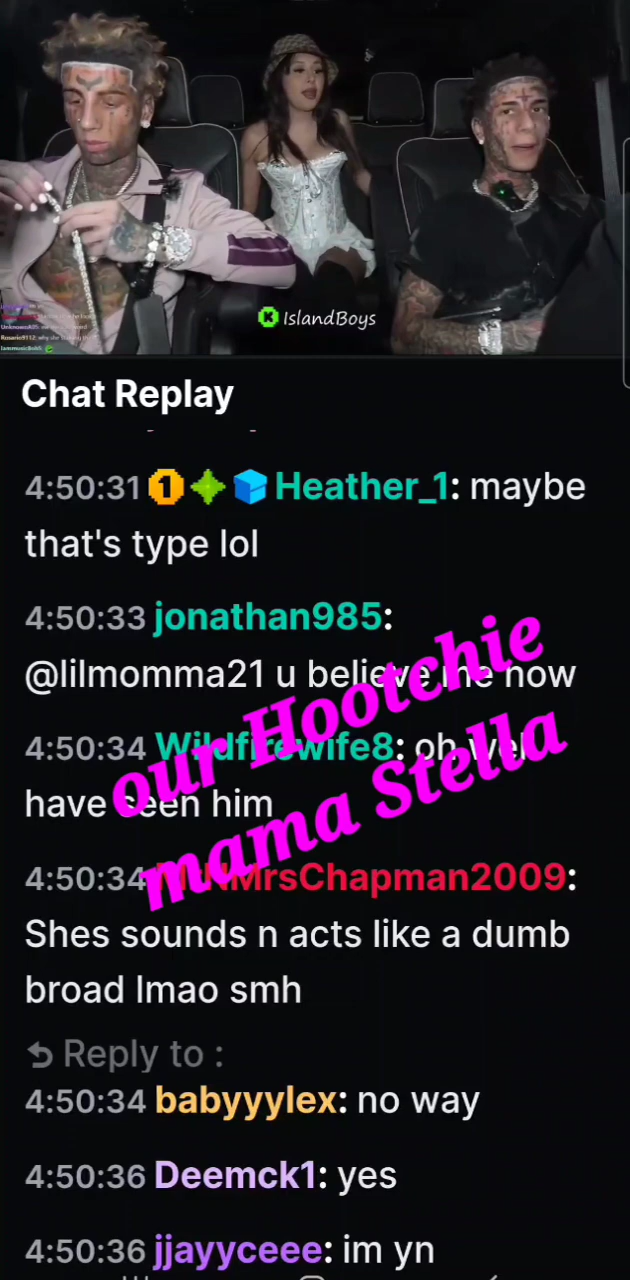 IslandBoys
Chat Replay
4:50:31 1 Heather_1: maybe
that's type lol
4:50:33 jonathan985:
@lilmomma21 u believe me now
our Hootchie
mama Stella
4:50:34 Wildfirewife8: oh
have seen him
4:50:34 MrsChapman2009:
Shes sounds n acts like a dumb
broad lmao smh
Reply to :
4:50:34 babyyylex: no way
4:50:36 Deemck1: yes
4:50:36 jjayyceee: im yn